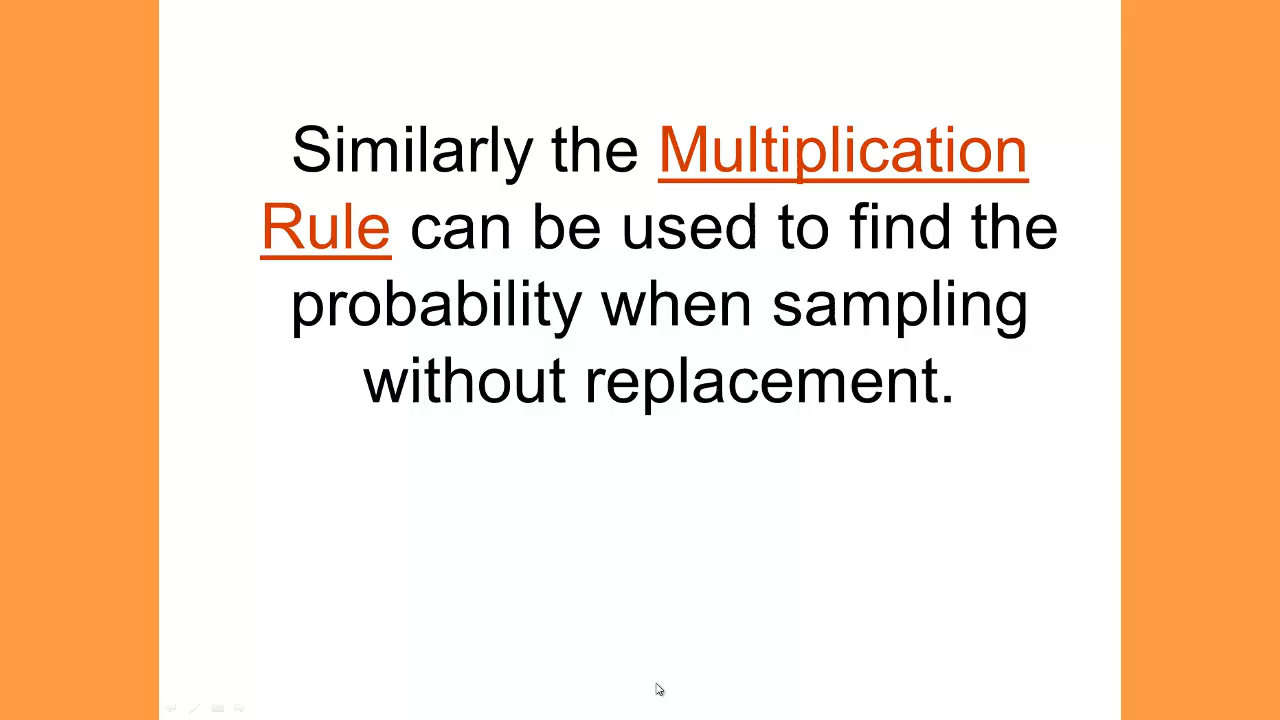 Similarly the Multiplication
Rule can be used to find the
probability when sampling
without replacement.